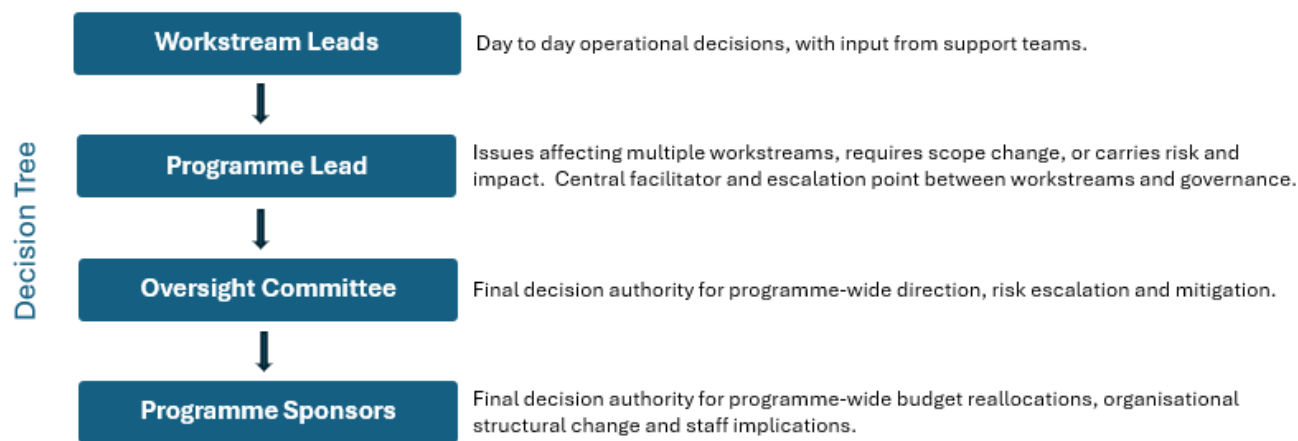 Decision Tree
Workstream Leads
Day to day operational decisions, with input from support teams.
Programme Lead
Issues affecting multiple workstreams, requires scope change, or carries risk and
impact.  Central facilitator and escalation point between workstreams and governance.
Oversight Committee
Final decision authority for programme-wide direction, risk escalation and mitigation.
Programme Sponsors
Final decision authority for programme-wide budget reallocations, organisational
structural change and staff implications.